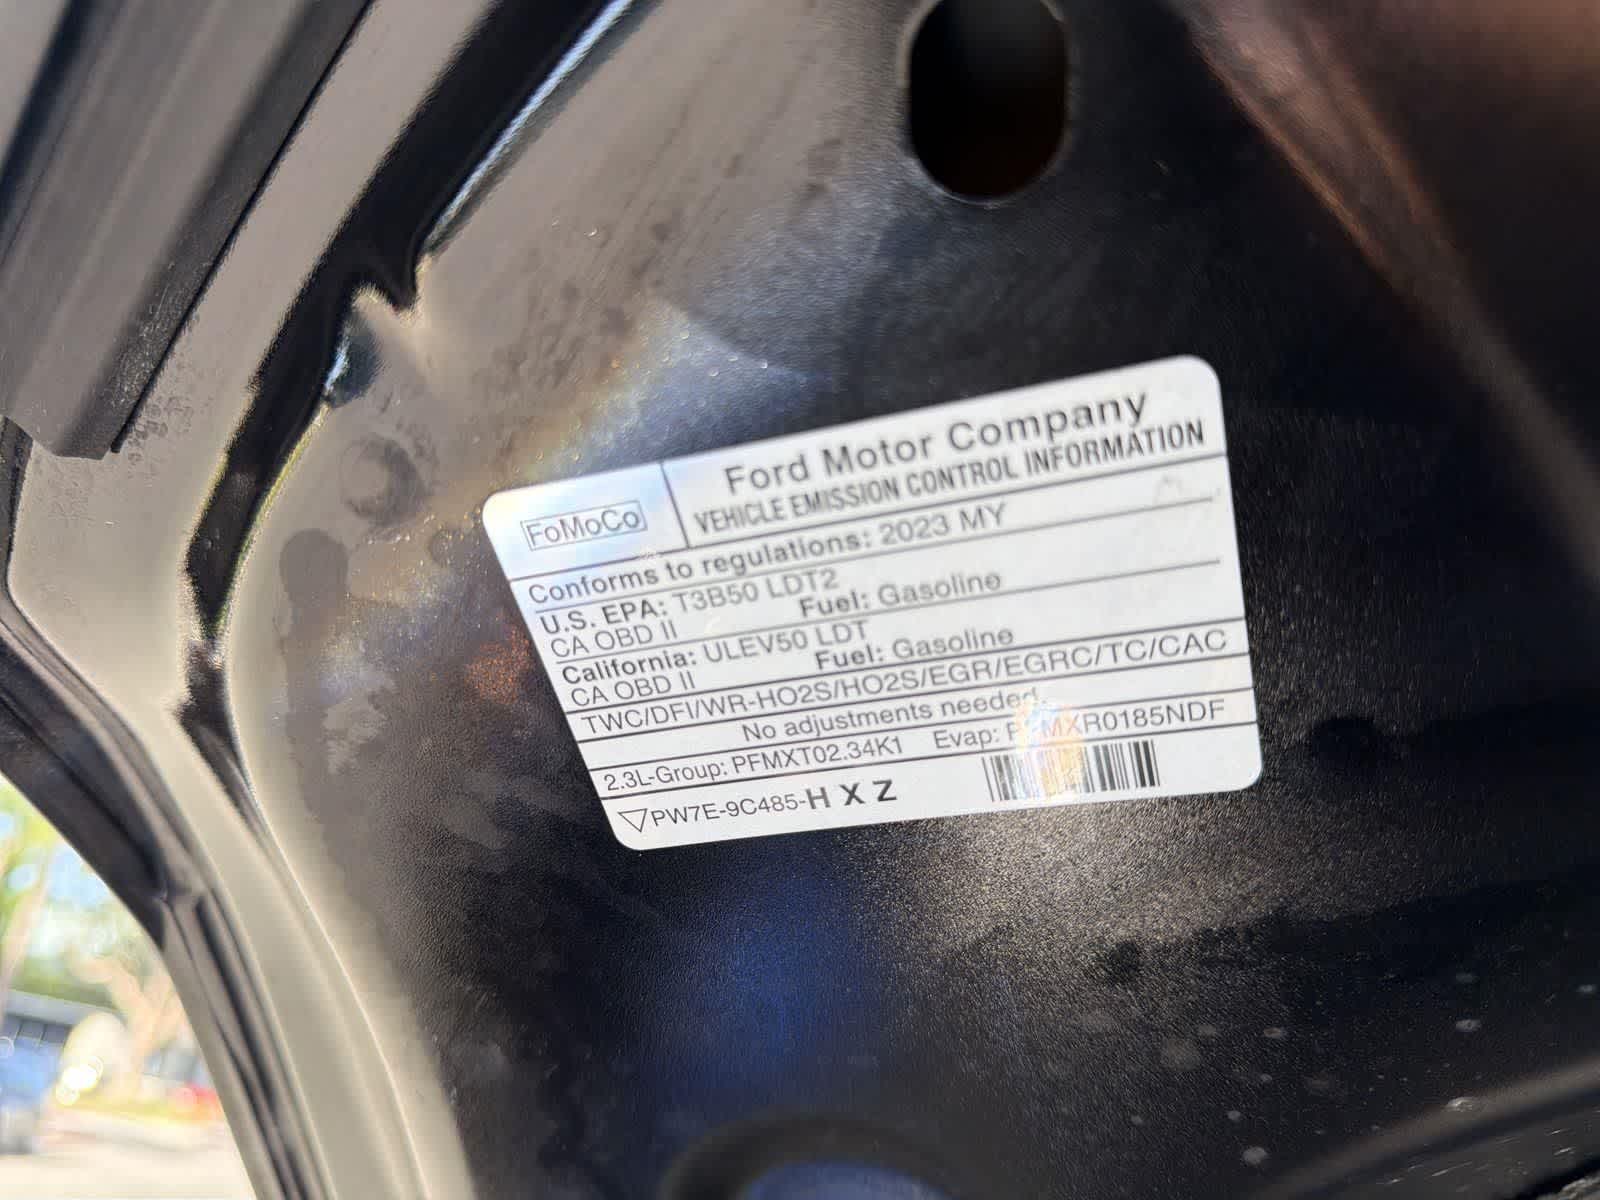 FoMoCo
Ford Motor Company
VEHICLE EMISSION CONTROL INFORMATION
Conforms to regulations: 2023 MY
U.S. EPA: T3B50 LDT2
CA OBD II Fuel: Gasoline
California: ULEV50 LDT
CA OBD II Fuel: Gasoline
TWC/DFI/WR-HO2S/HO2S/EGR/EGRC/TC/CAC
No adjustments needed
2.3L-Group: PFMXT02.34K1 Evap: PFMXR0185NDF
PW7E-9C485-HXZ